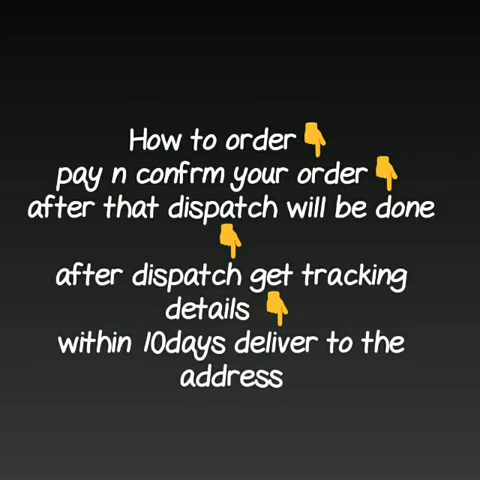 How to order👇
pay n confrm your order👇
after that dispatch will be done
👇
after dispatch get tracking
details 👇
within 10days deliver to the
address